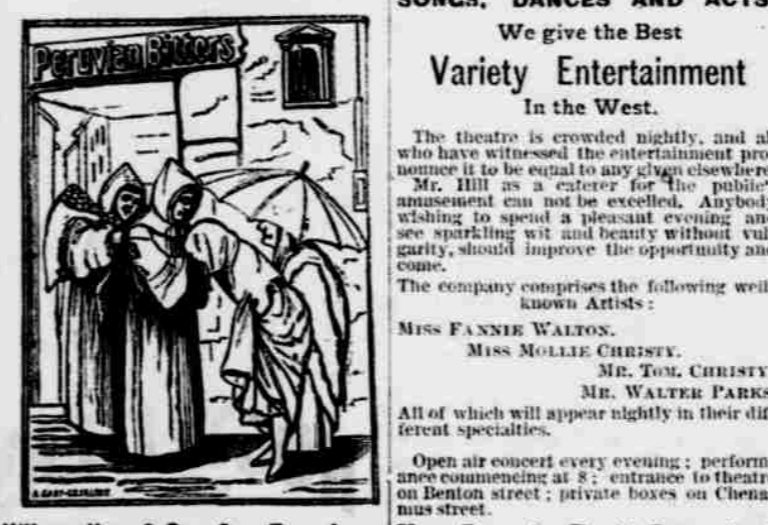 Peruvian Bitters
SONGS, DANCES AND ACTS
We give the Best
Variety Entertainment
In the West.
The theatre is crowded nightly, and al
who have witnessed the entertainment pro
nounce it to be equal to any given elsewhere
Mr. Hill as a caterer for the public'
amusement can not be excelled. Anybody
wishing to spend a pleasant evening and
see sparkling wit and beauty without vul
garity, should improve the opportunity and
come.
The company comprises the following well
known Artists :
MISS FANNIE WALTON.
MISS MOLLIE CHRISTY.
MR. TOM. CHRISTY
MR. WALTER PARKS
All of which will appear nightly in their dif
ferent specialties.
Open air concert every evening ; perform
ance commencing at 8 ; entrance to theatre
on Benton street ; private boxes on Chena
mus street.